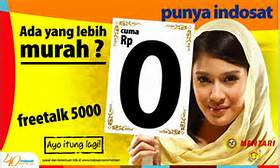 punya indosat
Ada yang lebih
murah ?
cuma
Rp
0
freetalk 5000
Ayo itung lagi!
MENTARI